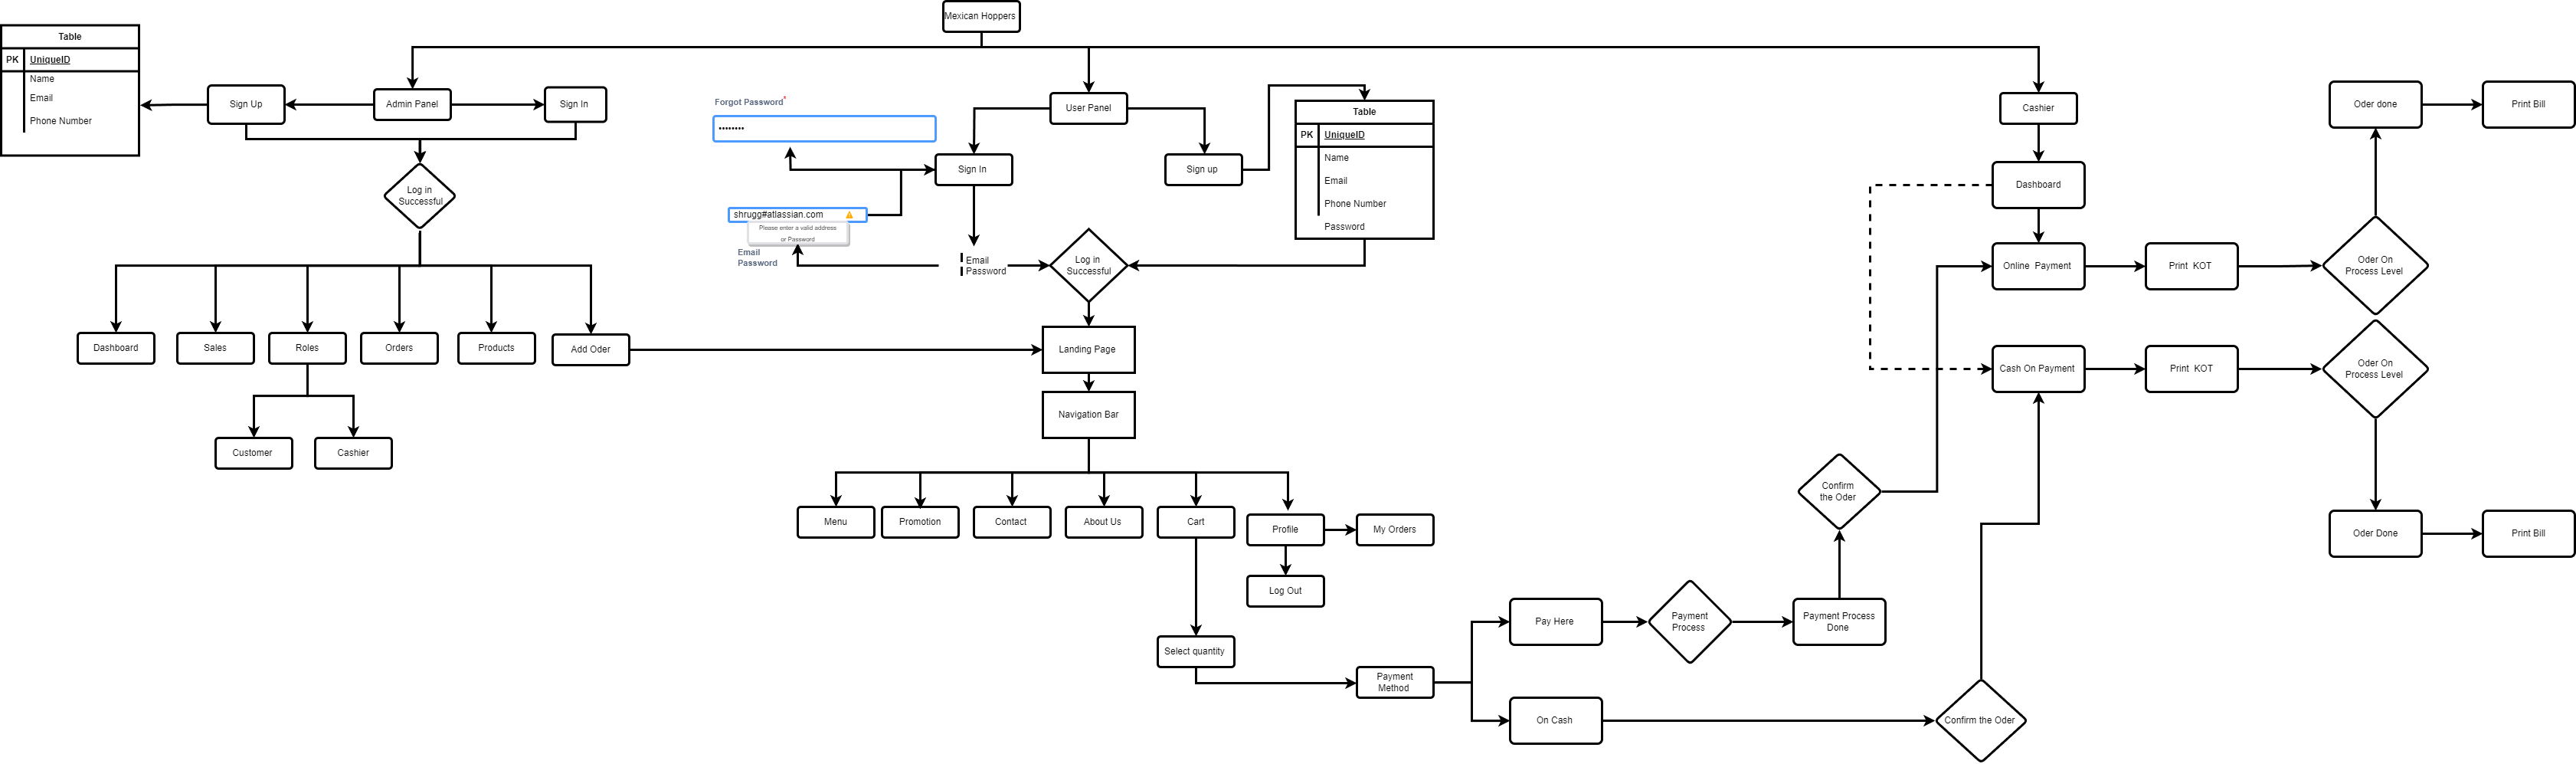 Mexican Hoppers
Table
PK UniqueID
Name
Email
Phone Number
Sign Up
Admin Panel
Sign In
Log in
Successful
Dashboard
Sales
Roles
Orders
Products
Add Oder
Customer
Cashier
Forgot Password*
••••••••
shrugg#atlassian.com
Please enter a valid address
or Password
Email
Password
User Panel
Sign In
Sign up
Email
Password
Table
PK UniqueID
Name
Email
Phone Number
Password
Log in
Successful
Landing Page
Navigation Bar
Menu
Promotion
Contact
About Us
Cart
Profile
My Orders
Log Out
Select quantity
Payment
Method
Pay Here
Payment
Process
Payment Process
Done
On Cash
Confirm the Oder
Confirm
the Oder
Cashier
Dashboard
Online Payment
Print KOT
Oder On
Process Level
Oder done
Print Bill
Cash On Payment
Print KOT
Oder On
Process Level
Oder Done
Print Bill